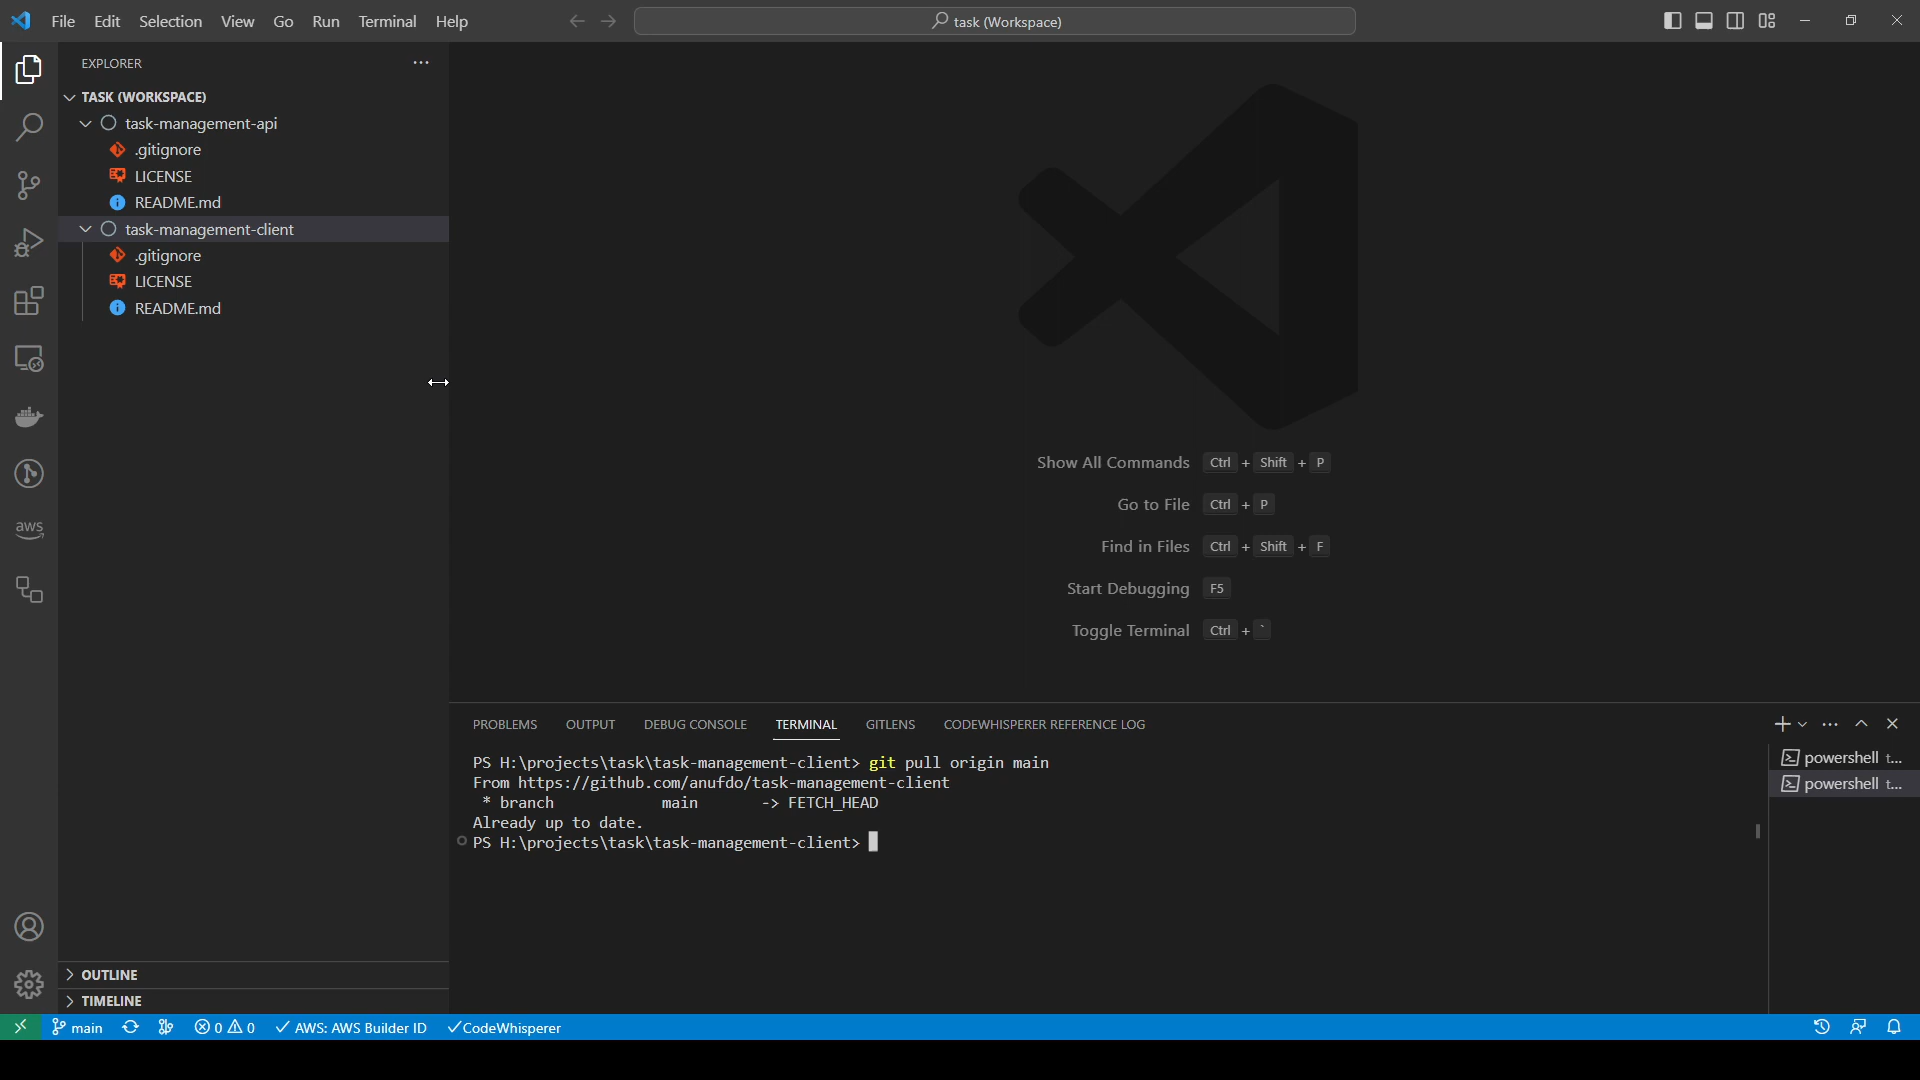 File Edit Selection View Go Run Terminal Help
task (Workspace)
EXPLORER
TASK (WORKSPACE)
task-management-api
.gitignore
LICENSE
README.md
task-management-client
.gitignore
LICENSE
README.md
aws
OUTLINE
TIMELINE
Show All Commands Ctrl + Shift + P
Go to File Ctrl + P
Find in Files Ctrl + Shift + F
Start Debugging F5
Toggle Terminal Ctrl + `
PROBLEMS OUTPUT DEBUG CONSOLE TERMINAL GITLENS CODEWHISPERER REFERENCE LOG
PS H:\projects\task\task-management-client> git pull origin main
From https://github.com/anufdo/task-management-client
* branch main -> FETCH_HEAD
Already up to date.
PS H:\projects\task\task-management-client>
powershell t...
powershell t...
main 0 0 AWS: AWS Builder ID CodeWhisperer